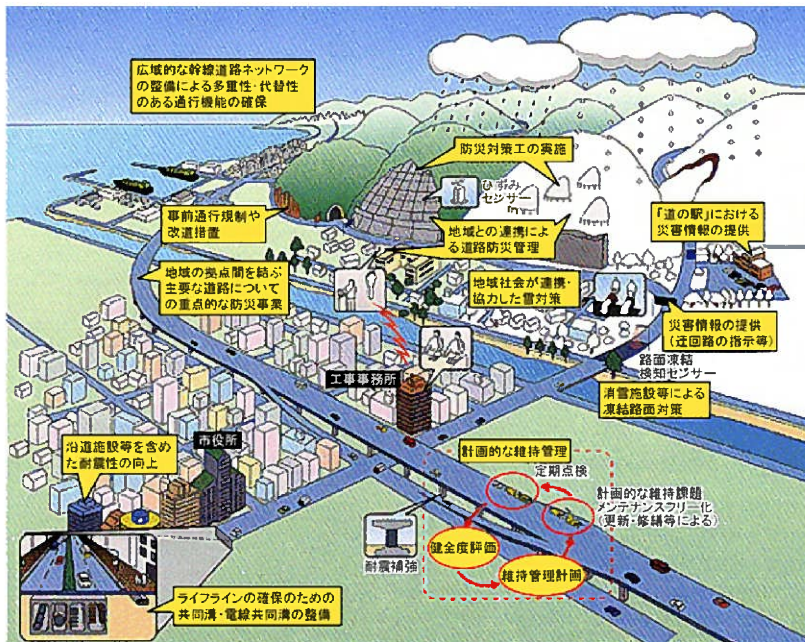 広域的な幹線道路ネットワーク
の整備による多重性・代替性
のある通行機能の確保
防災対策工の実施
ひずみ
センサー
事前通行規制や
改道措置
地域との連携によ
る道路防災管理
「道の駅」における
災害情報の提供
地域の拠点間を結ぶ
主要な道路について
の重点的な防災事業
地域社会が連携・
協力した雪対策
災害情報の提供
(迂回路の指示等)
路面凍結
検知センサー
工事事務所
消雪施設等による
凍結路面対策
市役所
沿道施設等を含め
た耐震性の向上
計画的な維持管理
定期点検
計画的な維持課題
メンテナンスフリー化
(更新・修繕等による)
健全度評価
維持管理計画
耐震補強
ライフラインの確保のための
共同溝・電線共同溝の整備